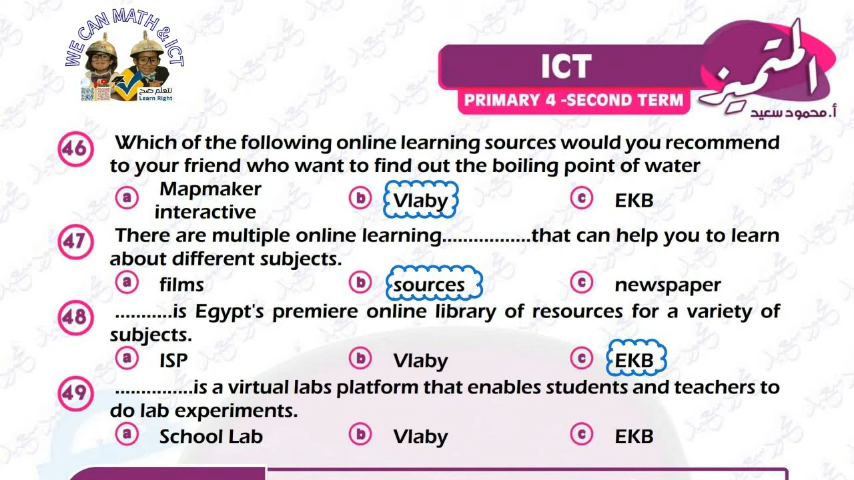 WE CAN MATH & ICT
نتعلم صح
Learn Right
ICT
PRIMARY 4 -SECOND TERM
المتميز
أ.محمود سعيد
46 Which of the following online learning sources would you recommend
to your friend who want to find out the boiling point of water
a Mapmaker interactive b Vlaby c EKB
47 There are multiple online learning.................that can help you to learn
about different subjects.
a films b sources c newspaper
48 ...........is Egypt's premiere online library of resources for a variety of
subjects.
a ISP b Vlaby c EKB
49 ...............is a virtual labs platform that enables students and teachers to
do lab experiments.
a School Lab b Vlaby c EKB